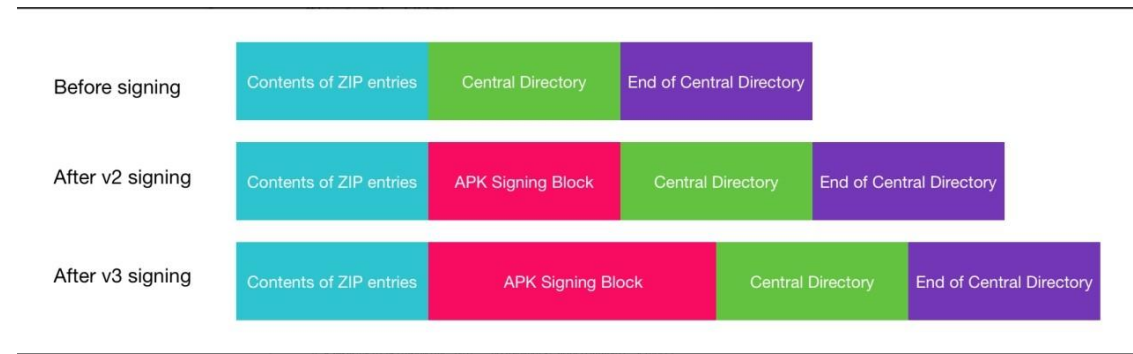 Before signing
Contents of ZIP entries
Central Directory
End of Central Directory
After v2 signing
Contents of ZIP entries
APK Signing Block
Central Directory
End of Central Directory
After v3 signing
Contents of ZIP entries
APK Signing Block
Central Directory
End of Central Directory